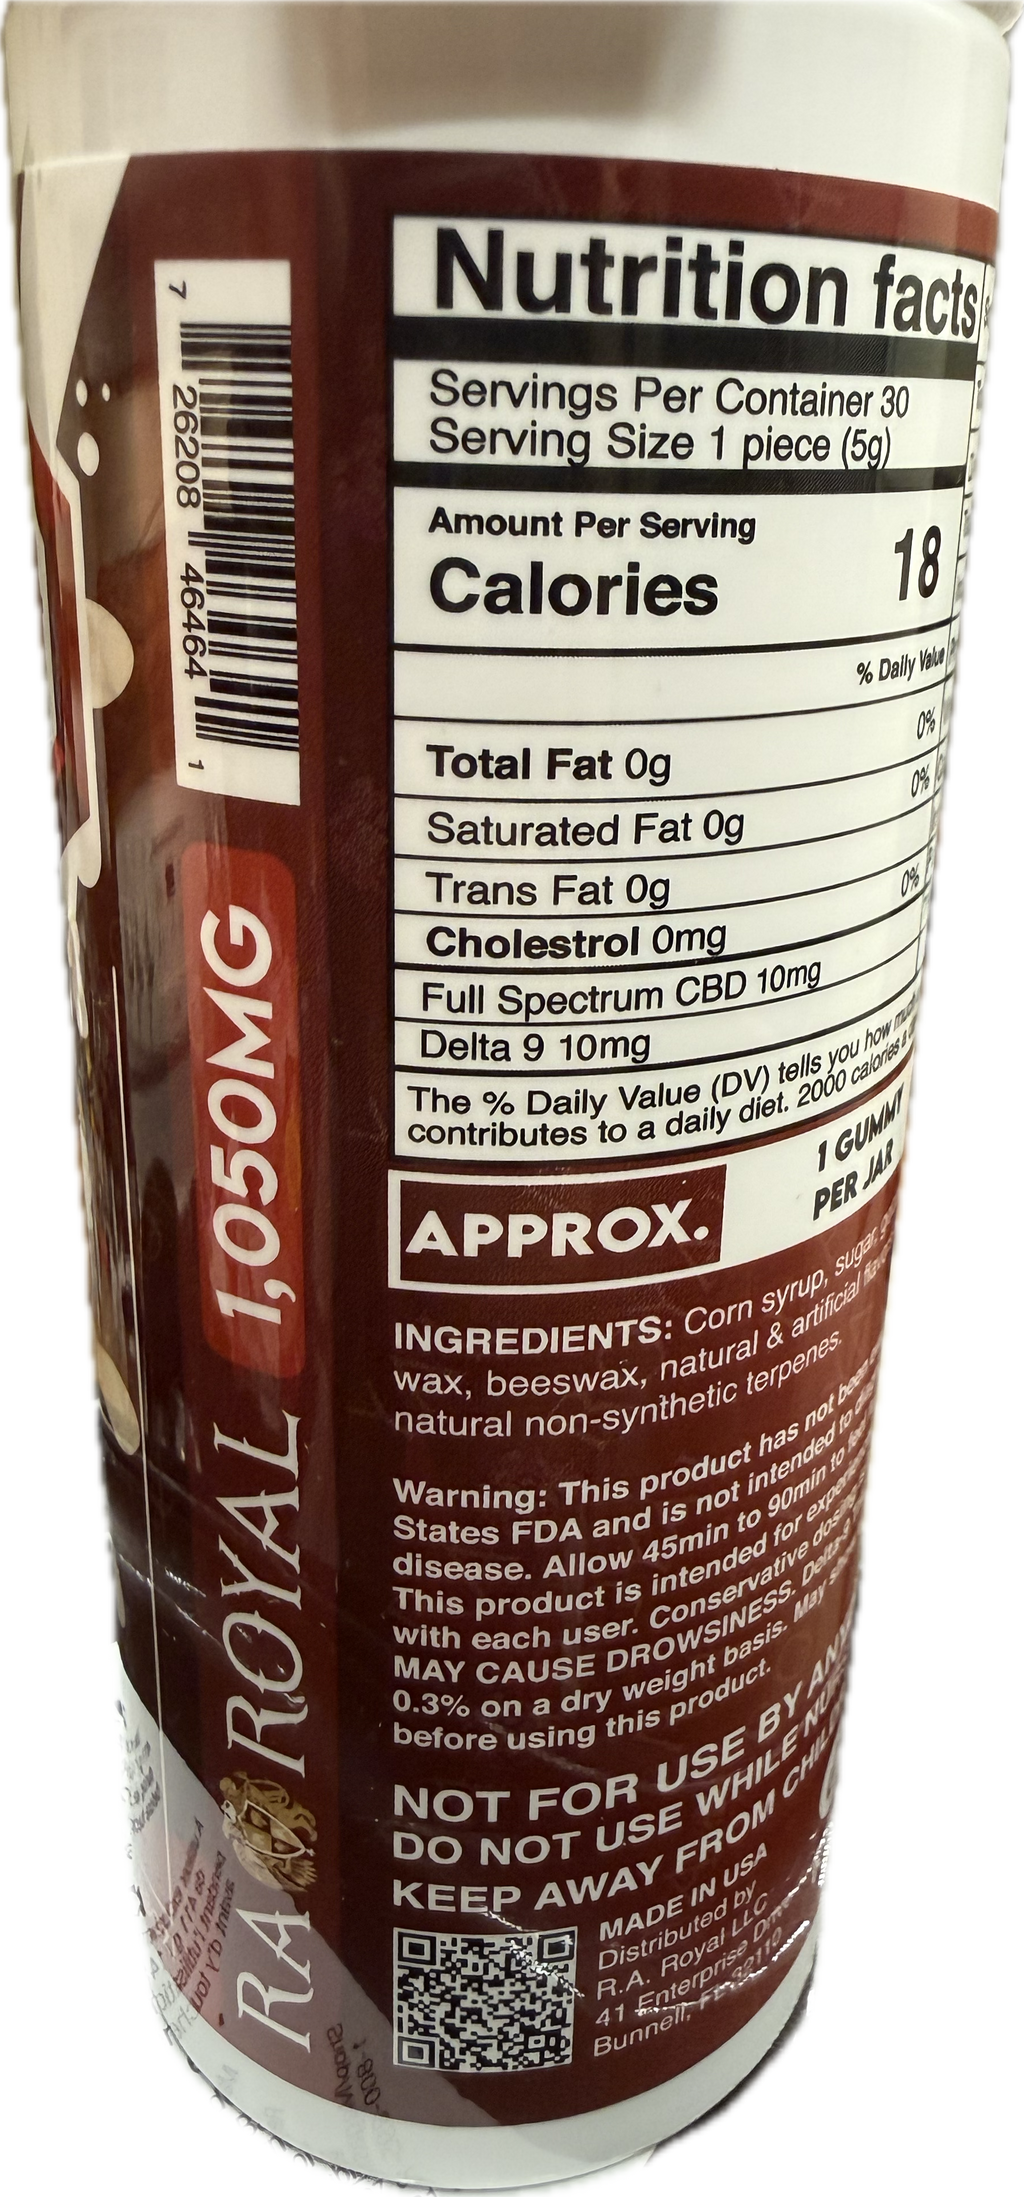 7 26208 46464 1
RA ROYAL 1,050MG
Nutrition facts
Servings Per Container 30
Serving Size 1 piece (5g)
Amount Per Serving
Calories 18
% Daily Value
0%
Total Fat 0g
0%
Saturated Fat 0g
Trans Fat 0g 0%
Cholestrol 0mg
Full Spectrum CBD 10mg
Delta 9 10mg
The % Daily Value (DV) tells you how
contributes to a daily diet. 2000 calories a
APPROX.
1 GUMMY
PER JAR
INGREDIENTS: Corn syrup, sugar,
wax, beeswax, natural & artificial
natural non-synthetic terpenes.
Warning: This product has not been
States FDA and is not intended to
disease. Allow 45min to 90min to
This product is intended for
with each user. Conservative
MAY CAUSE DROWSINESS.
0.3% on a dry weight basis. May
before using this product.
NOT FOR USE BY
DO NOT USE WHILE
KEEP AWAY FROM
MADE IN USA
Distributed by
R.A. Royal LLC
41 Enterprise
Bunnell,